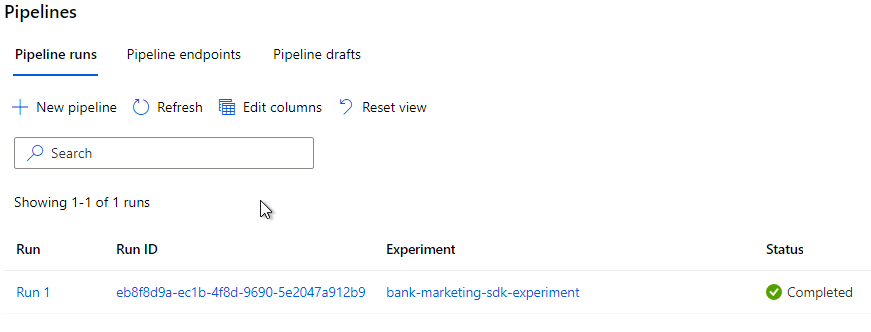 Pipelines
Pipeline runs Pipeline endpoints Pipeline drafts
New pipeline Refresh Edit columns Reset view
Search
Showing 1-1 of 1 runs
Run Run ID Experiment Status
Run 1 eb8f8d9a-ec1b-4f8d-9690-5e2047a912b9 bank-marketing-sdk-experiment Completed